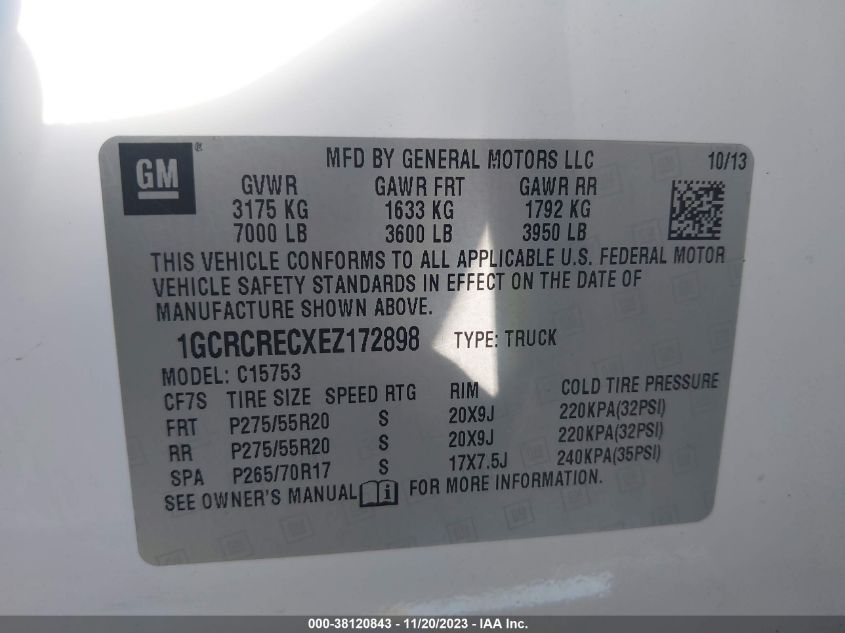 GM ® MFD BY GENERAL MOTORS LLC 10/13
GVWR GAWR FRT GAWR RR
3175 KG 1633 KG 1792 KG
7000 LB 3600 LB 3950 LB
THIS VEHICLE CONFORMS TO ALL APPLICABLE U.S. FEDERAL MOTOR
VEHICLE SAFETY STANDARDS IN EFFECT ON THE DATE OF
MANUFACTURE SHOWN ABOVE.
1GCRCRECXEZ172898 TYPE: TRUCK
MODEL: C15753
CF7S TIRE SIZE SPEED RTG RIM COLD TIRE PRESSURE
FRT P275/55R20 S 20X9J 220KPA(32PSI)
RR P275/55R20 S 20X9J 220KPA(32PSI)
SPA P265/70R17 S 17X7.5J 240KPA(35PSI)
SEE OWNER'S MANUAL i FOR MORE INFORMATION.
000-38120843 - 11/20/2023 - IAA Inc.